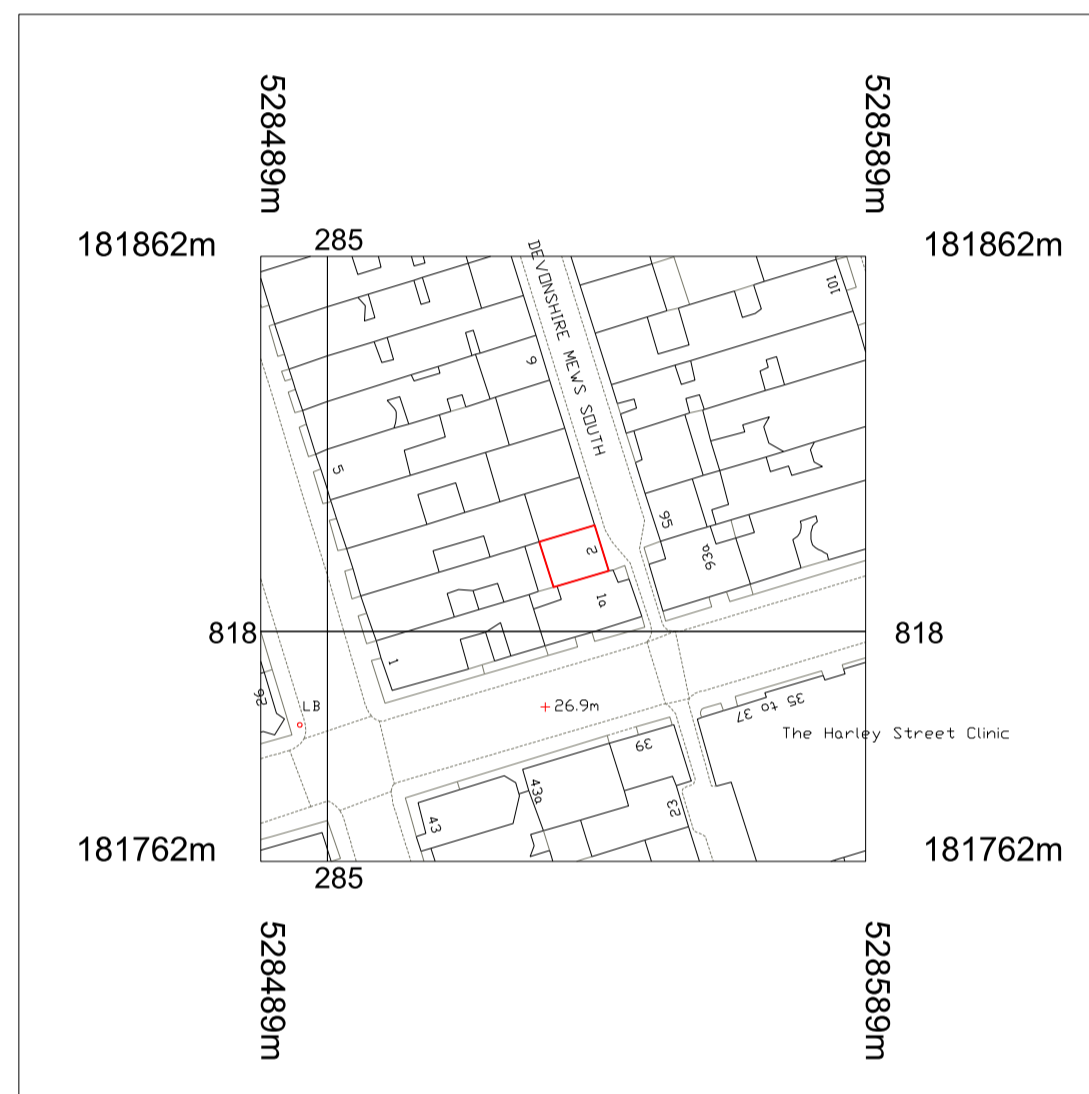 528489m
528589m
181862m
285
181862m
DEVONSHIRE MEWS SOUTH
101
9
5
95
2
93a
1a
818
818
1
26
LB
+26.9m
35 to 37
39
The Harley Street Clinic
43a
23
43
181762m
181762m
285
528489m
528589m